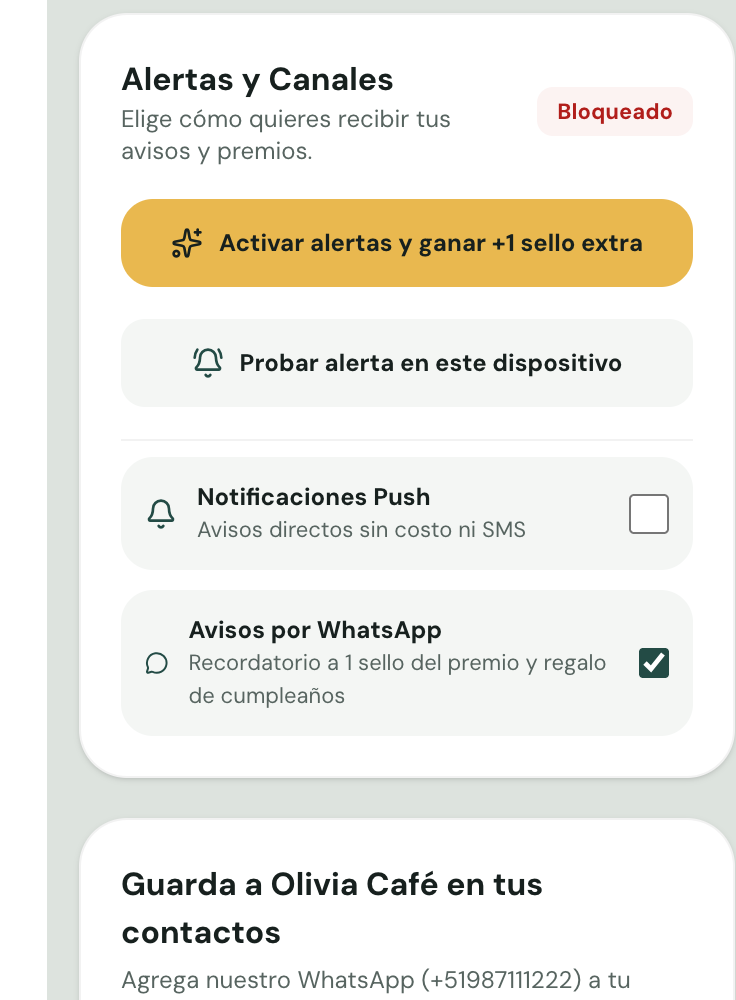 Alertas y Canales
Elige cómo quieres recibir tus
avisos y premios.
Bloqueado
Activar alertas y ganar +1 sello extra
Probar alerta en este dispositivo
Notificaciones Push
Avisos directos sin costo ni SMS
Avisos por WhatsApp
Recordatorio a 1 sello del premio y regalo
de cumpleaños
Guarda a Olivia Café en tus
contactos
Agrega nuestro WhatsApp (+51987111222) a tu